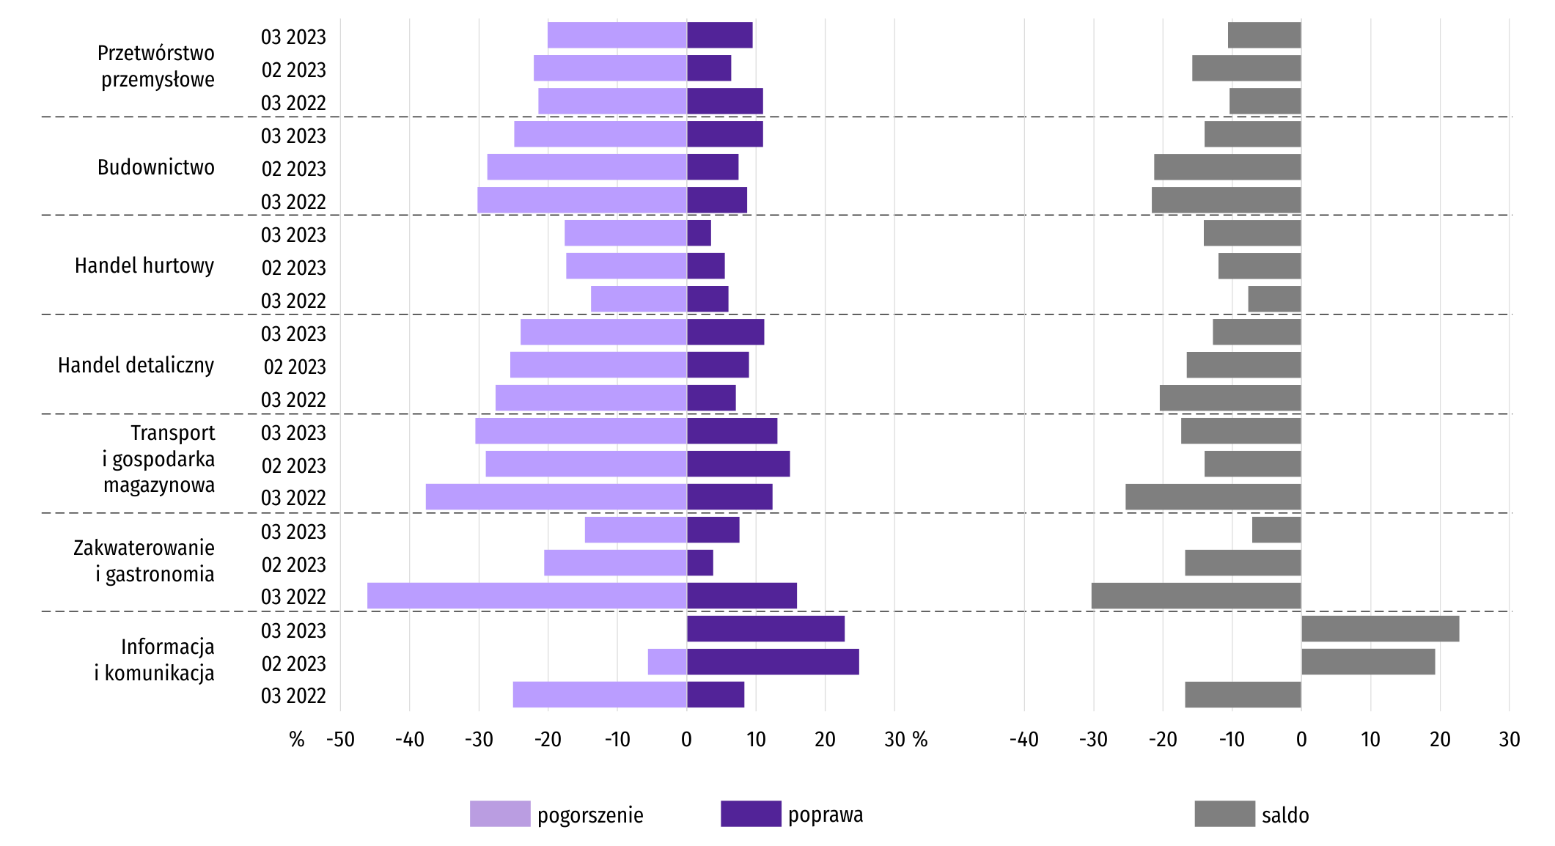 Przetwórstwo
przemysłowe
03 2023
02 2023
03 2022
Budownictwo
03 2023
02 2023
03 2022
Handel hurtowy
03 2023
02 2023
03 2022
Handel detaliczny
03 2023
02 2023
03 2022
Transport
i gospodarka
magazynowa
03 2023
02 2023
03 2022
Zakwaterowanie
i gastronomia
03 2023
02 2023
03 2022
Informacja
i komunikacja
03 2023
02 2023
03 2022
% -50 -40 -30 -20 -10 0 10 20 30 % -40 -30 -20 -10 0 10 20 30
pogorszenie poprawa saldo